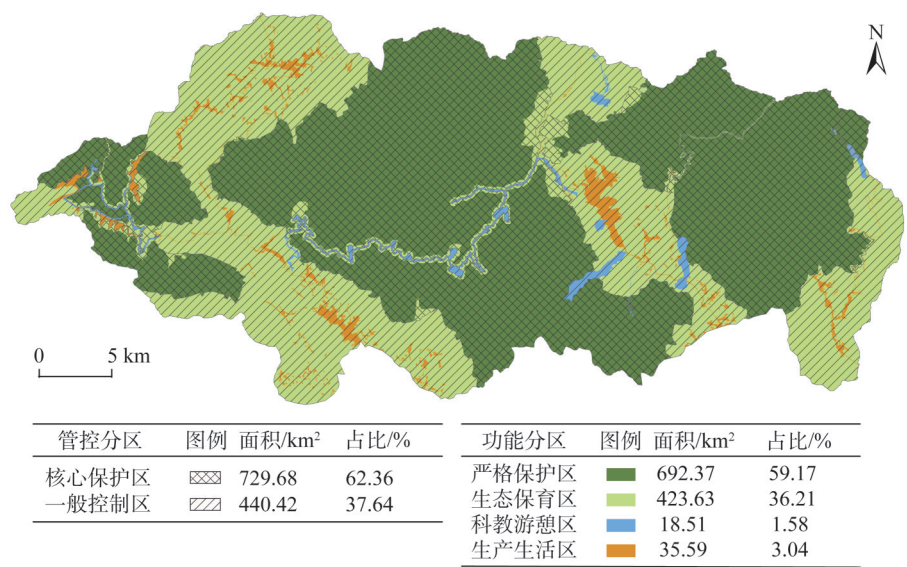 N
0 5 km
管控分区 图例 面积/km² 占比/%
核心保护区 729.68 62.36
一般控制区 440.42 37.64
功能分区 图例 面积/km² 占比/%
严格保护区 692.37 59.17
生态保育区 423.63 36.21
科教游憩区 18.51 1.58
生产生活区 35.59 3.04